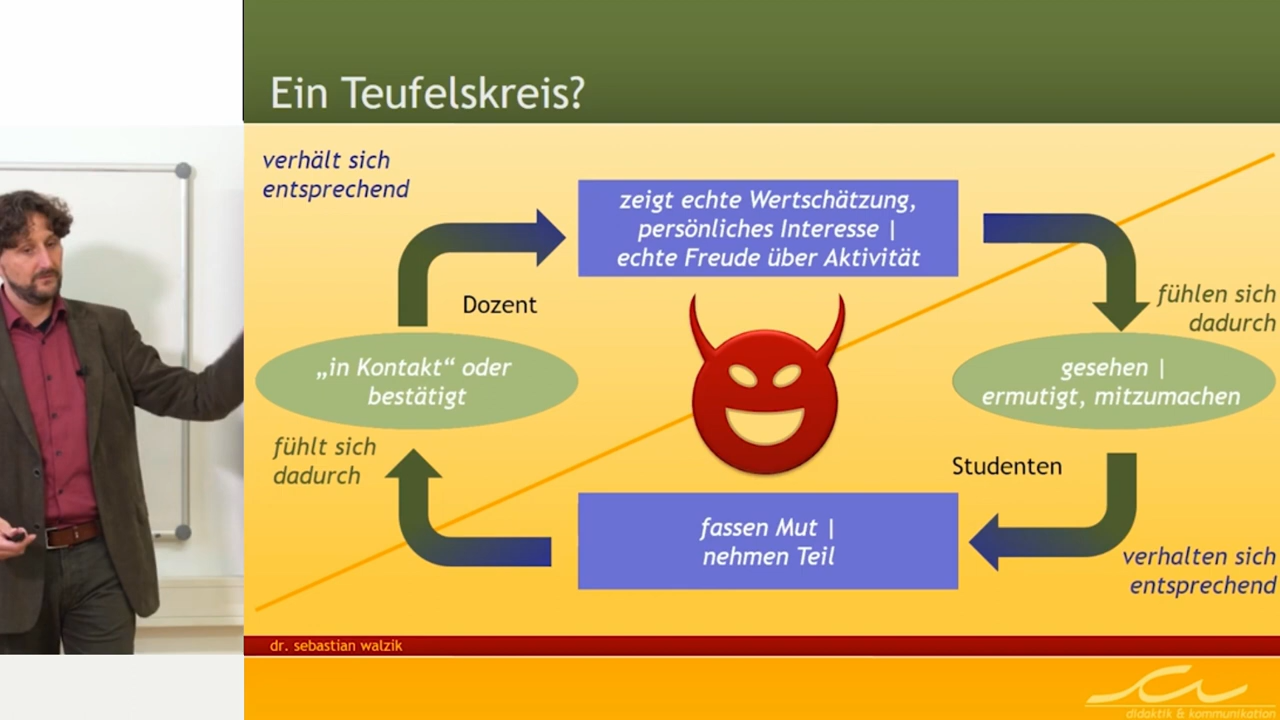 Ein Teufelskreis?
verhält sich
entsprechend
zeigt echte Wertschätzung,
persönliches Interesse |
echte Freude über Aktivität
Dozent
fühlen sich
dadurch
„in Kontakt“ oder
bestätigt
gesehen |
ermutigt, mitzumachen
fühlt sich
dadurch
Studenten
fassen Mut |
nehmen Teil
verhalten sich
entsprechend
dr. sebastian walzik
didaktik & kommunikation